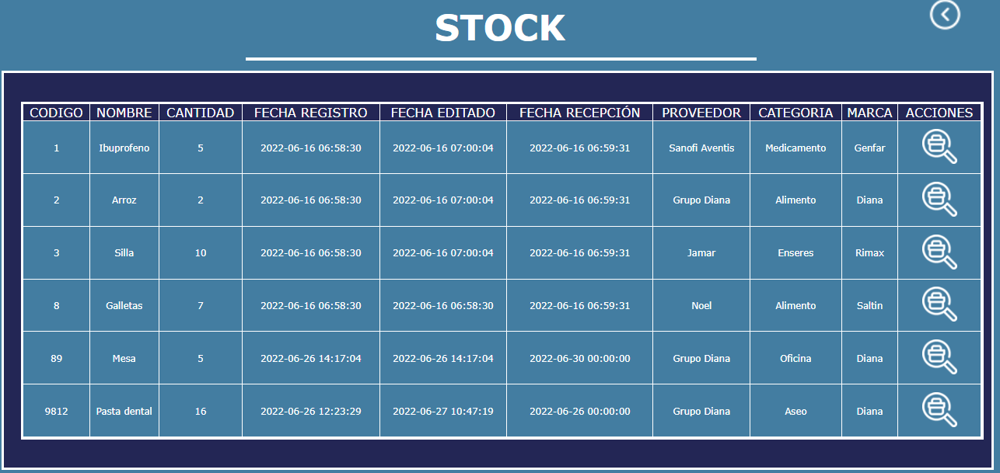 STOCK
CODIGO NOMBRE CANTIDAD FECHA REGISTRO FECHA EDITADO FECHA RECEPCIÓN PROVEEDOR CATEGORIA MARCA ACCIONES
1 Ibuprofeno 5 2022-06-16 06:58:30 2022-06-16 07:00:04 2022-06-16 06:59:31 Sanofi Aventis Medicamento Genfar
2 Arroz 2 2022-06-16 06:58:30 2022-06-16 07:00:04 2022-06-16 06:59:31 Grupo Diana Alimento Diana
3 Silla 10 2022-06-16 06:58:30 2022-06-16 07:00:04 2022-06-16 06:59:31 Jamar Enseres Rimax
8 Galletas 7 2022-06-16 06:58:30 2022-06-16 06:58:30 2022-06-16 06:59:31 Noel Alimento Saltin
89 Mesa 5 2022-06-26 14:17:04 2022-06-26 14:17:04 2022-06-30 00:00:00 Grupo Diana Oficina Diana
9812 Pasta dental 16 2022-06-26 12:23:29 2022-06-27 10:47:19 2022-06-26 00:00:00 Grupo Diana Aseo Diana